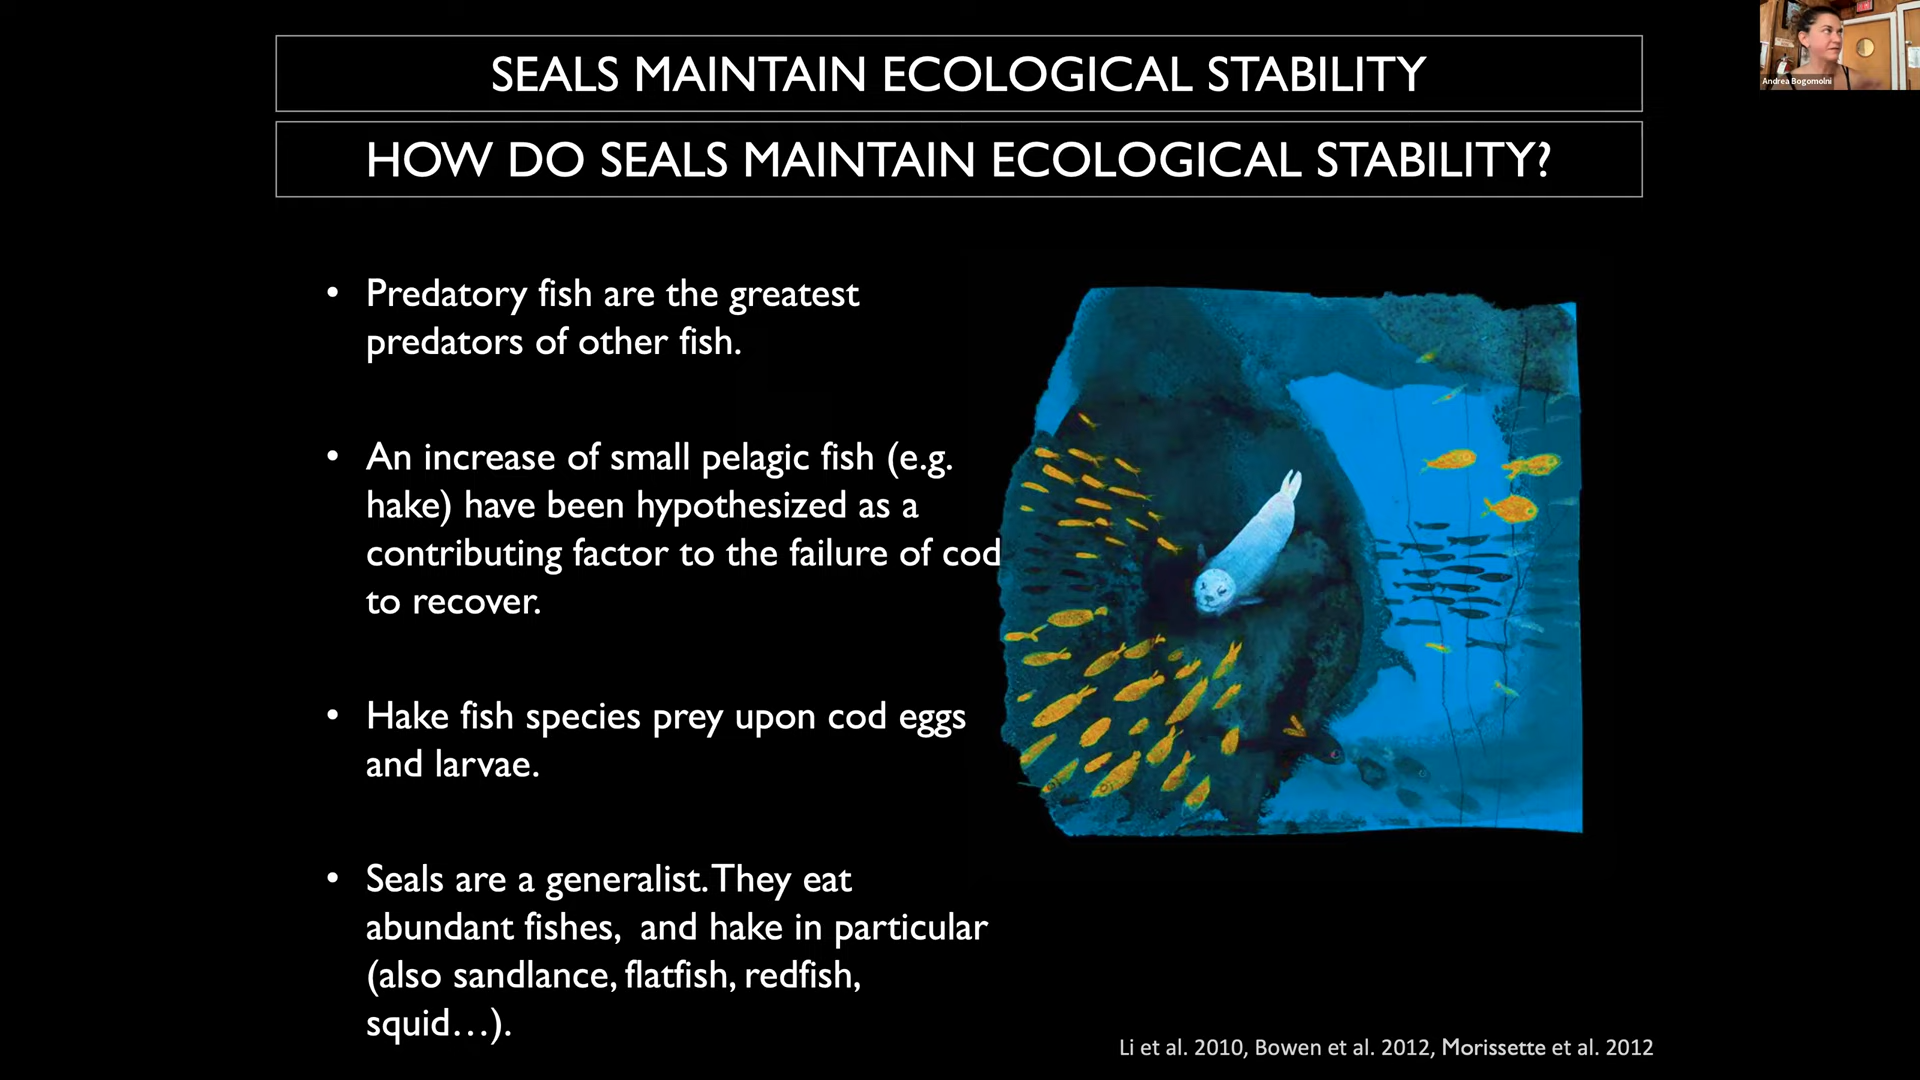 SEALS MAINTAIN ECOLOGICAL STABILITY
HOW DO SEALS MAINTAIN ECOLOGICAL STABILITY?
• Predatory fish are the greatest
predators of other fish.
• An increase of small pelagic fish (e.g.
hake) have been hypothesized as a
contributing factor to the failure of cod
to recover.
• Hake fish species prey upon cod eggs
and larvae.
• Seals are a generalist. They eat
abundant fishes, and hake in particular
(also sandlance, flatfish, redfish,
squid…).
Li et al. 2010, Bowen et al. 2012, Morissette et al. 2012
Andrea Bogomolni